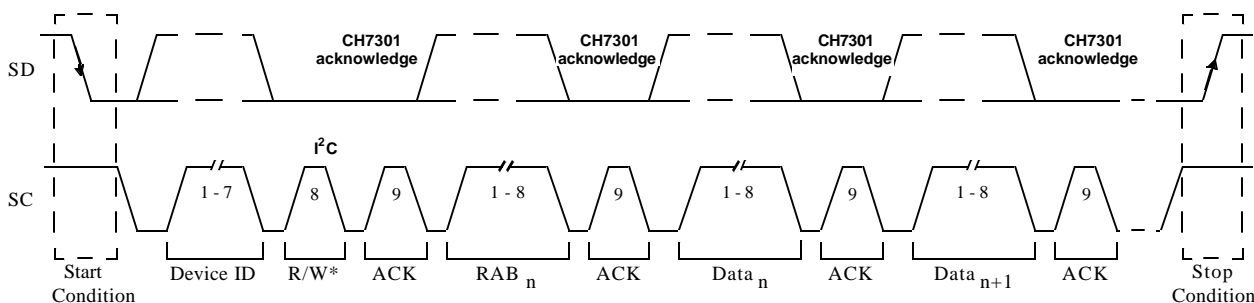 CH7301 acknowledge
CH7301 acknowledge
CH7301 acknowledge
CH7301 acknowledge
SD
I²C
SC
1 - 7
8
9
1 - 8
9
1 - 8
9
1 - 8
9
Start Condition
Device ID
R/W*
ACK
RAB n
ACK
Data n
ACK
Data n+1
ACK
Stop Condition